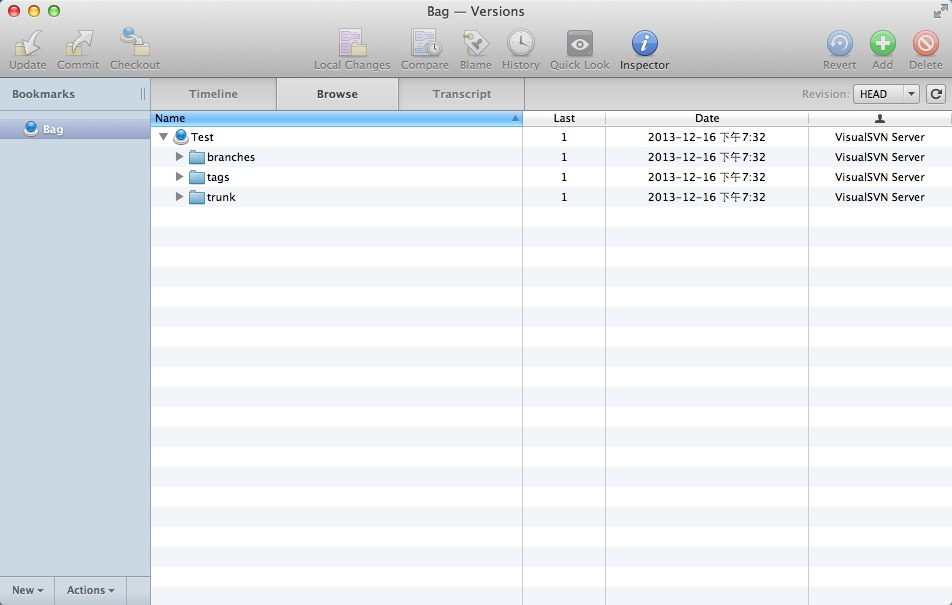 Bag — Versions
Update Commit Checkout Local Changes Compare Blame History Quick Look Inspector Revert Add Delete
Bookmarks Timeline Browse Transcript Revision: HEAD
Bag
Name Last Date
Test 1 2013-12-16 下午7:32 VisualSVN Server
branches 1 2013-12-16 下午7:32 VisualSVN Server
tags 1 2013-12-16 下午7:32 VisualSVN Server
trunk 1 2013-12-16 下午7:32 VisualSVN Server
New Actions